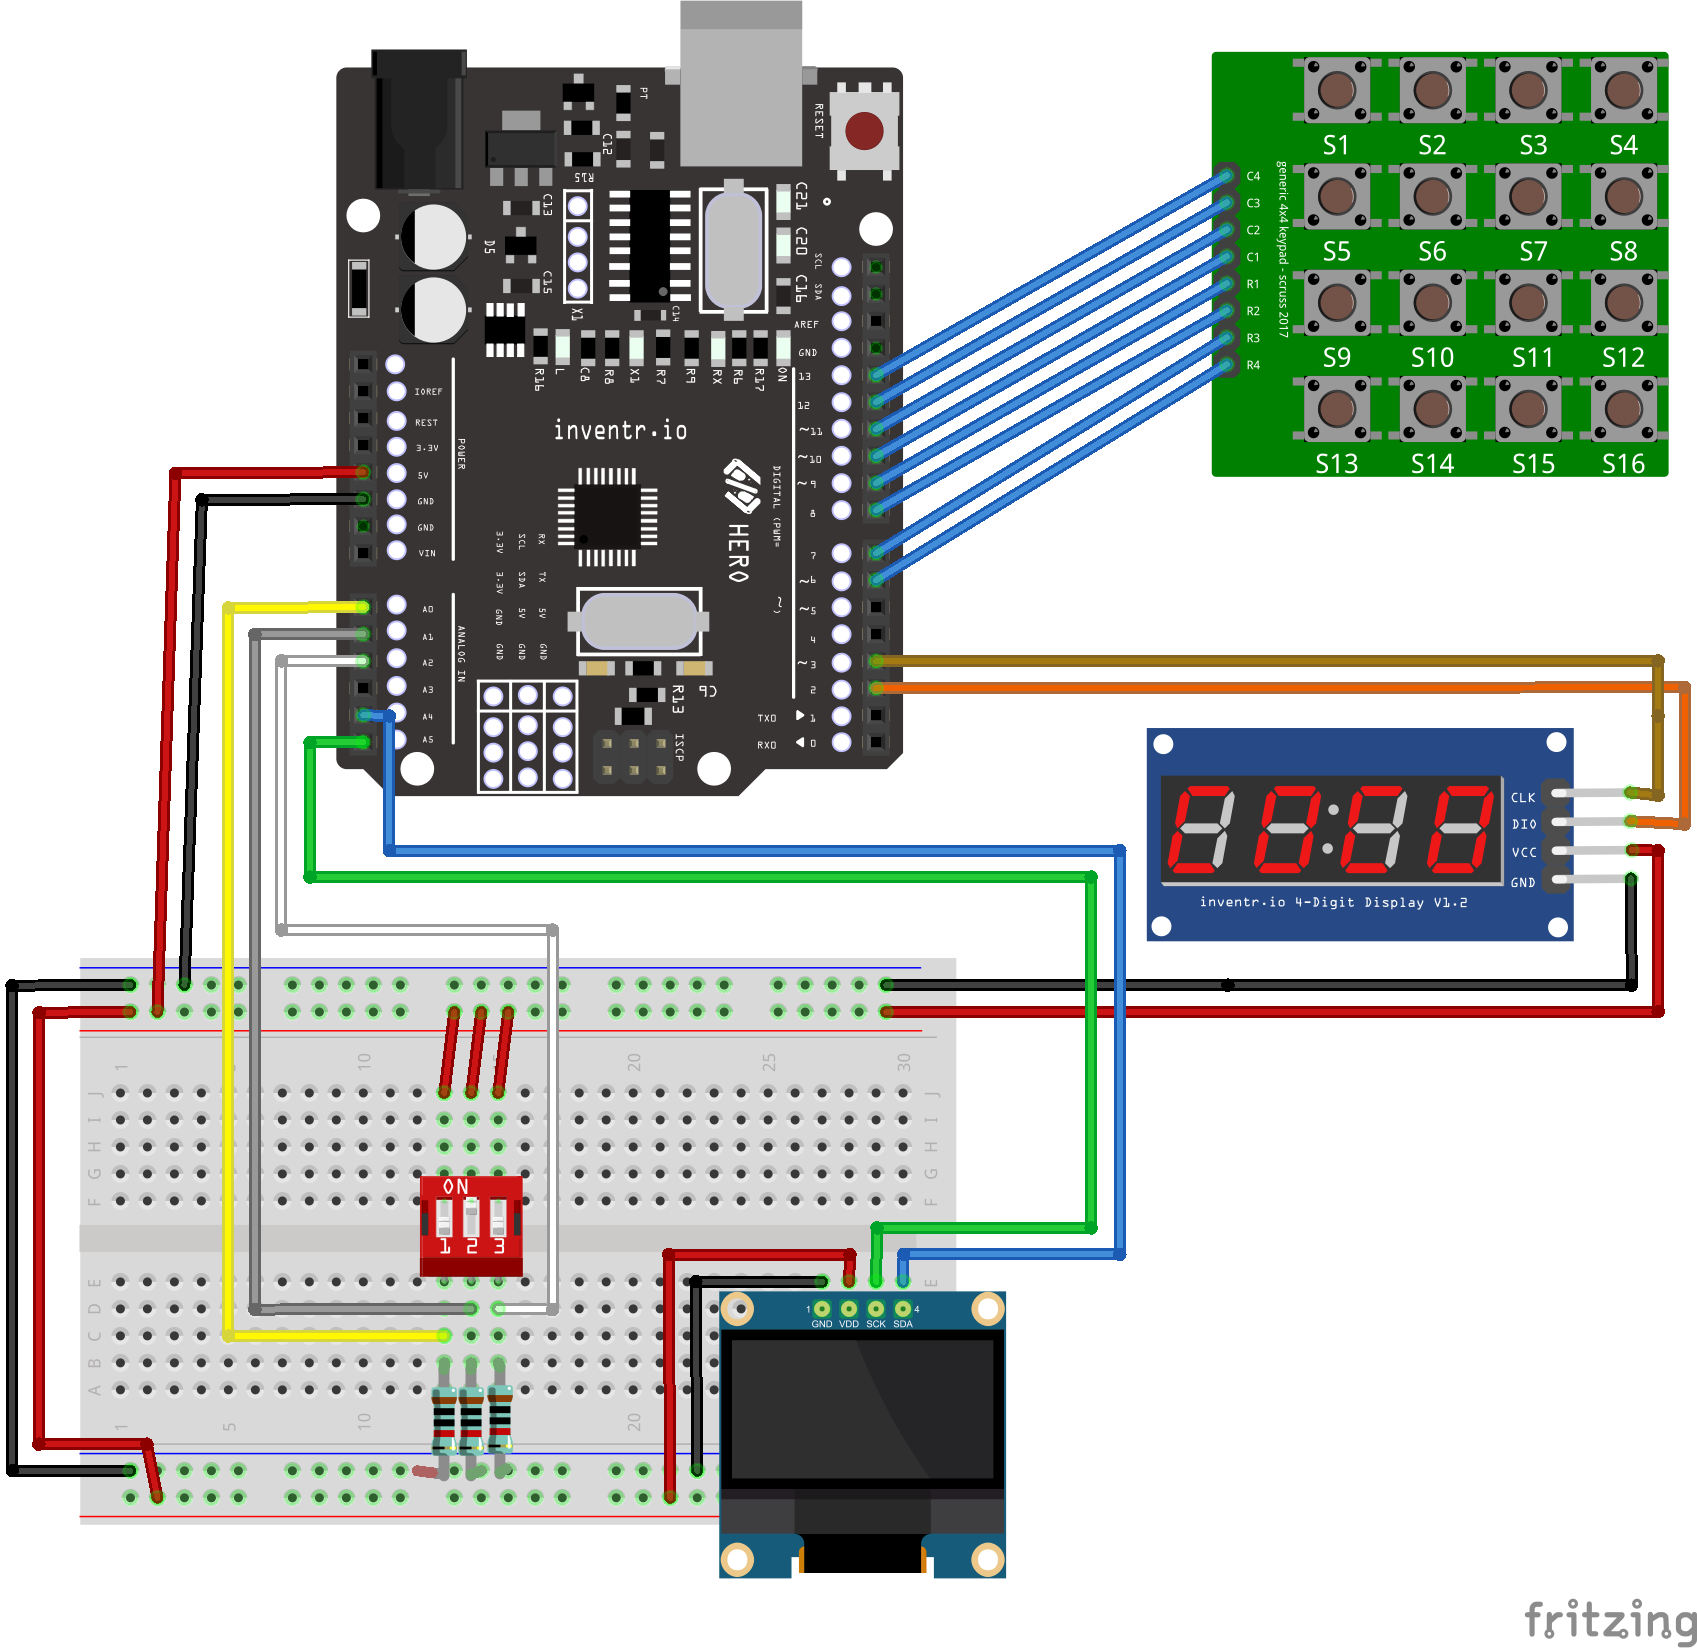 PT
C12
R15
C13
D5
C15
X1
C14
C21
C20
C16
RESET
SCL
SDA
AREF
GND
R16
L
C8
R8
X1
R7
R9
RX
R6
R17
ON
IOREF
REST
3.3V
5V
GND
GND
VIN
POWER
inventr.io
HERO
DIGITAL (PWM= ~)
13
12
~11
~10
~9
8
7
~6
~5
4
~3
2
TX0 1
RX0 0
3.3V SCL RX
3.3V SDA TX
GND 5V 5V
GND GND GND
A0
A1
A2
A3
A4
A5
ANALOG IN
R13
C9
ISCP
generic 4x4 keypad - scruss 2017
C4
C3
C2
C1
R1
R2
R3
R4
S1 S2 S3 S4
S5 S6 S7 S8
S9 S10 S11 S12
S13 S14 S15 S16
CLK
DIO
VCC
GND
inventr.io 4-Digit Display V1.2
1 10 20 25 30
J J
I I
H H
G G
F F
ON
1 2 3
E E
D
C
B
A
1 5 10 20
1 4
GND VDD SCK SDA
fritzing